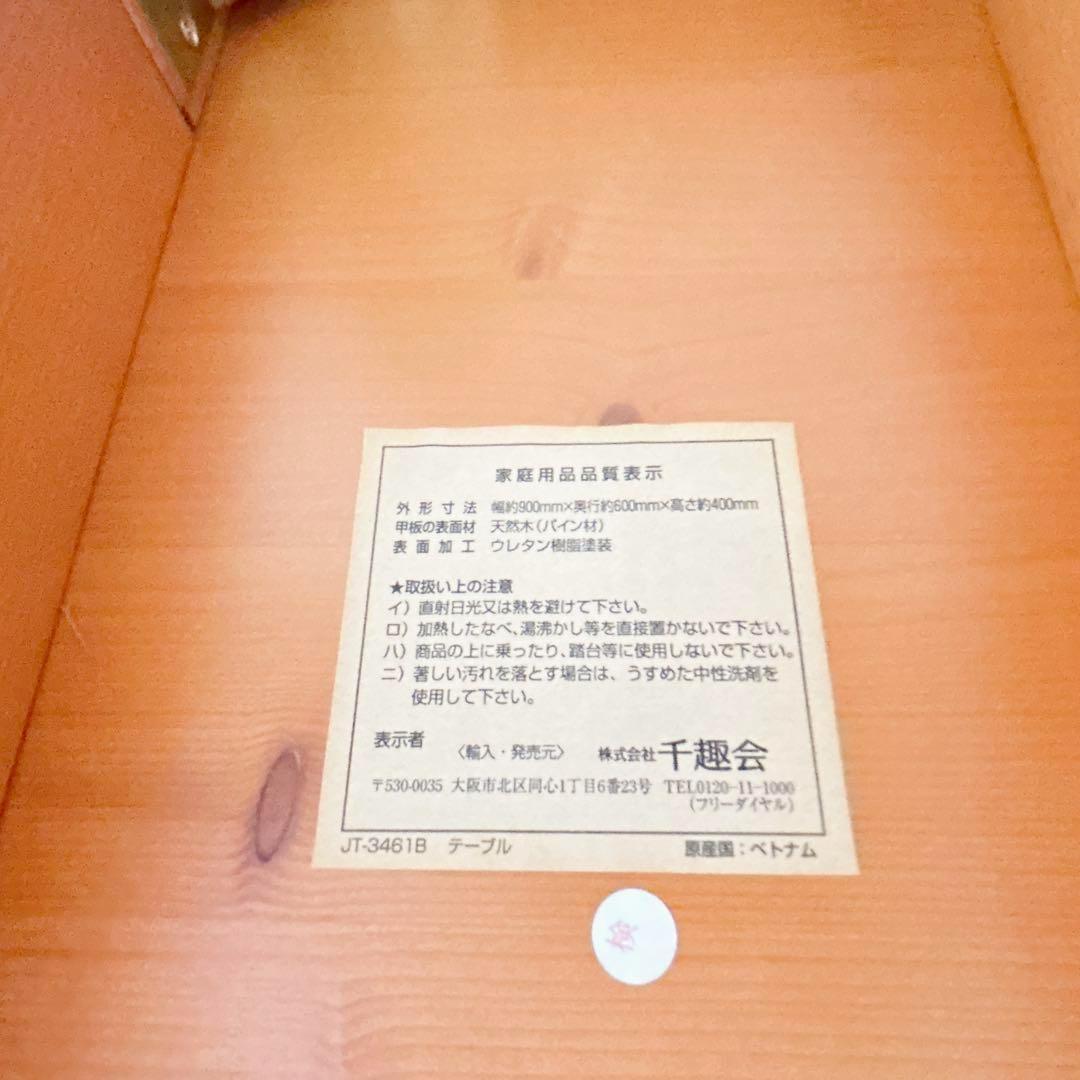 家庭用品品質表示
外形寸法 幅約900mm×奥行約600mm×高さ約400mm
甲板の表面材 天然木(パイン材)
表面加工 ウレタン樹脂塗装
★取扱い上の注意
イ)直射日光又は熱を避けて下さい。
ロ)加熱したなべ、湯沸かし等を直接置かないで下さい。
ハ)商品の上に乗ったり、踏台等に使用しないで下さい。
ニ)著しい汚れを落とす場合は、うすめた中性洗剤を
使用して下さい。
表示者 〈輸入・発売元〉 株式会社千趣会
〒530-0035 大阪市北区同心1丁目6番23号 TEL0120-11-1000
(フリーダイヤル)
JT-3461B テーブル 原産国:ベトナム
検